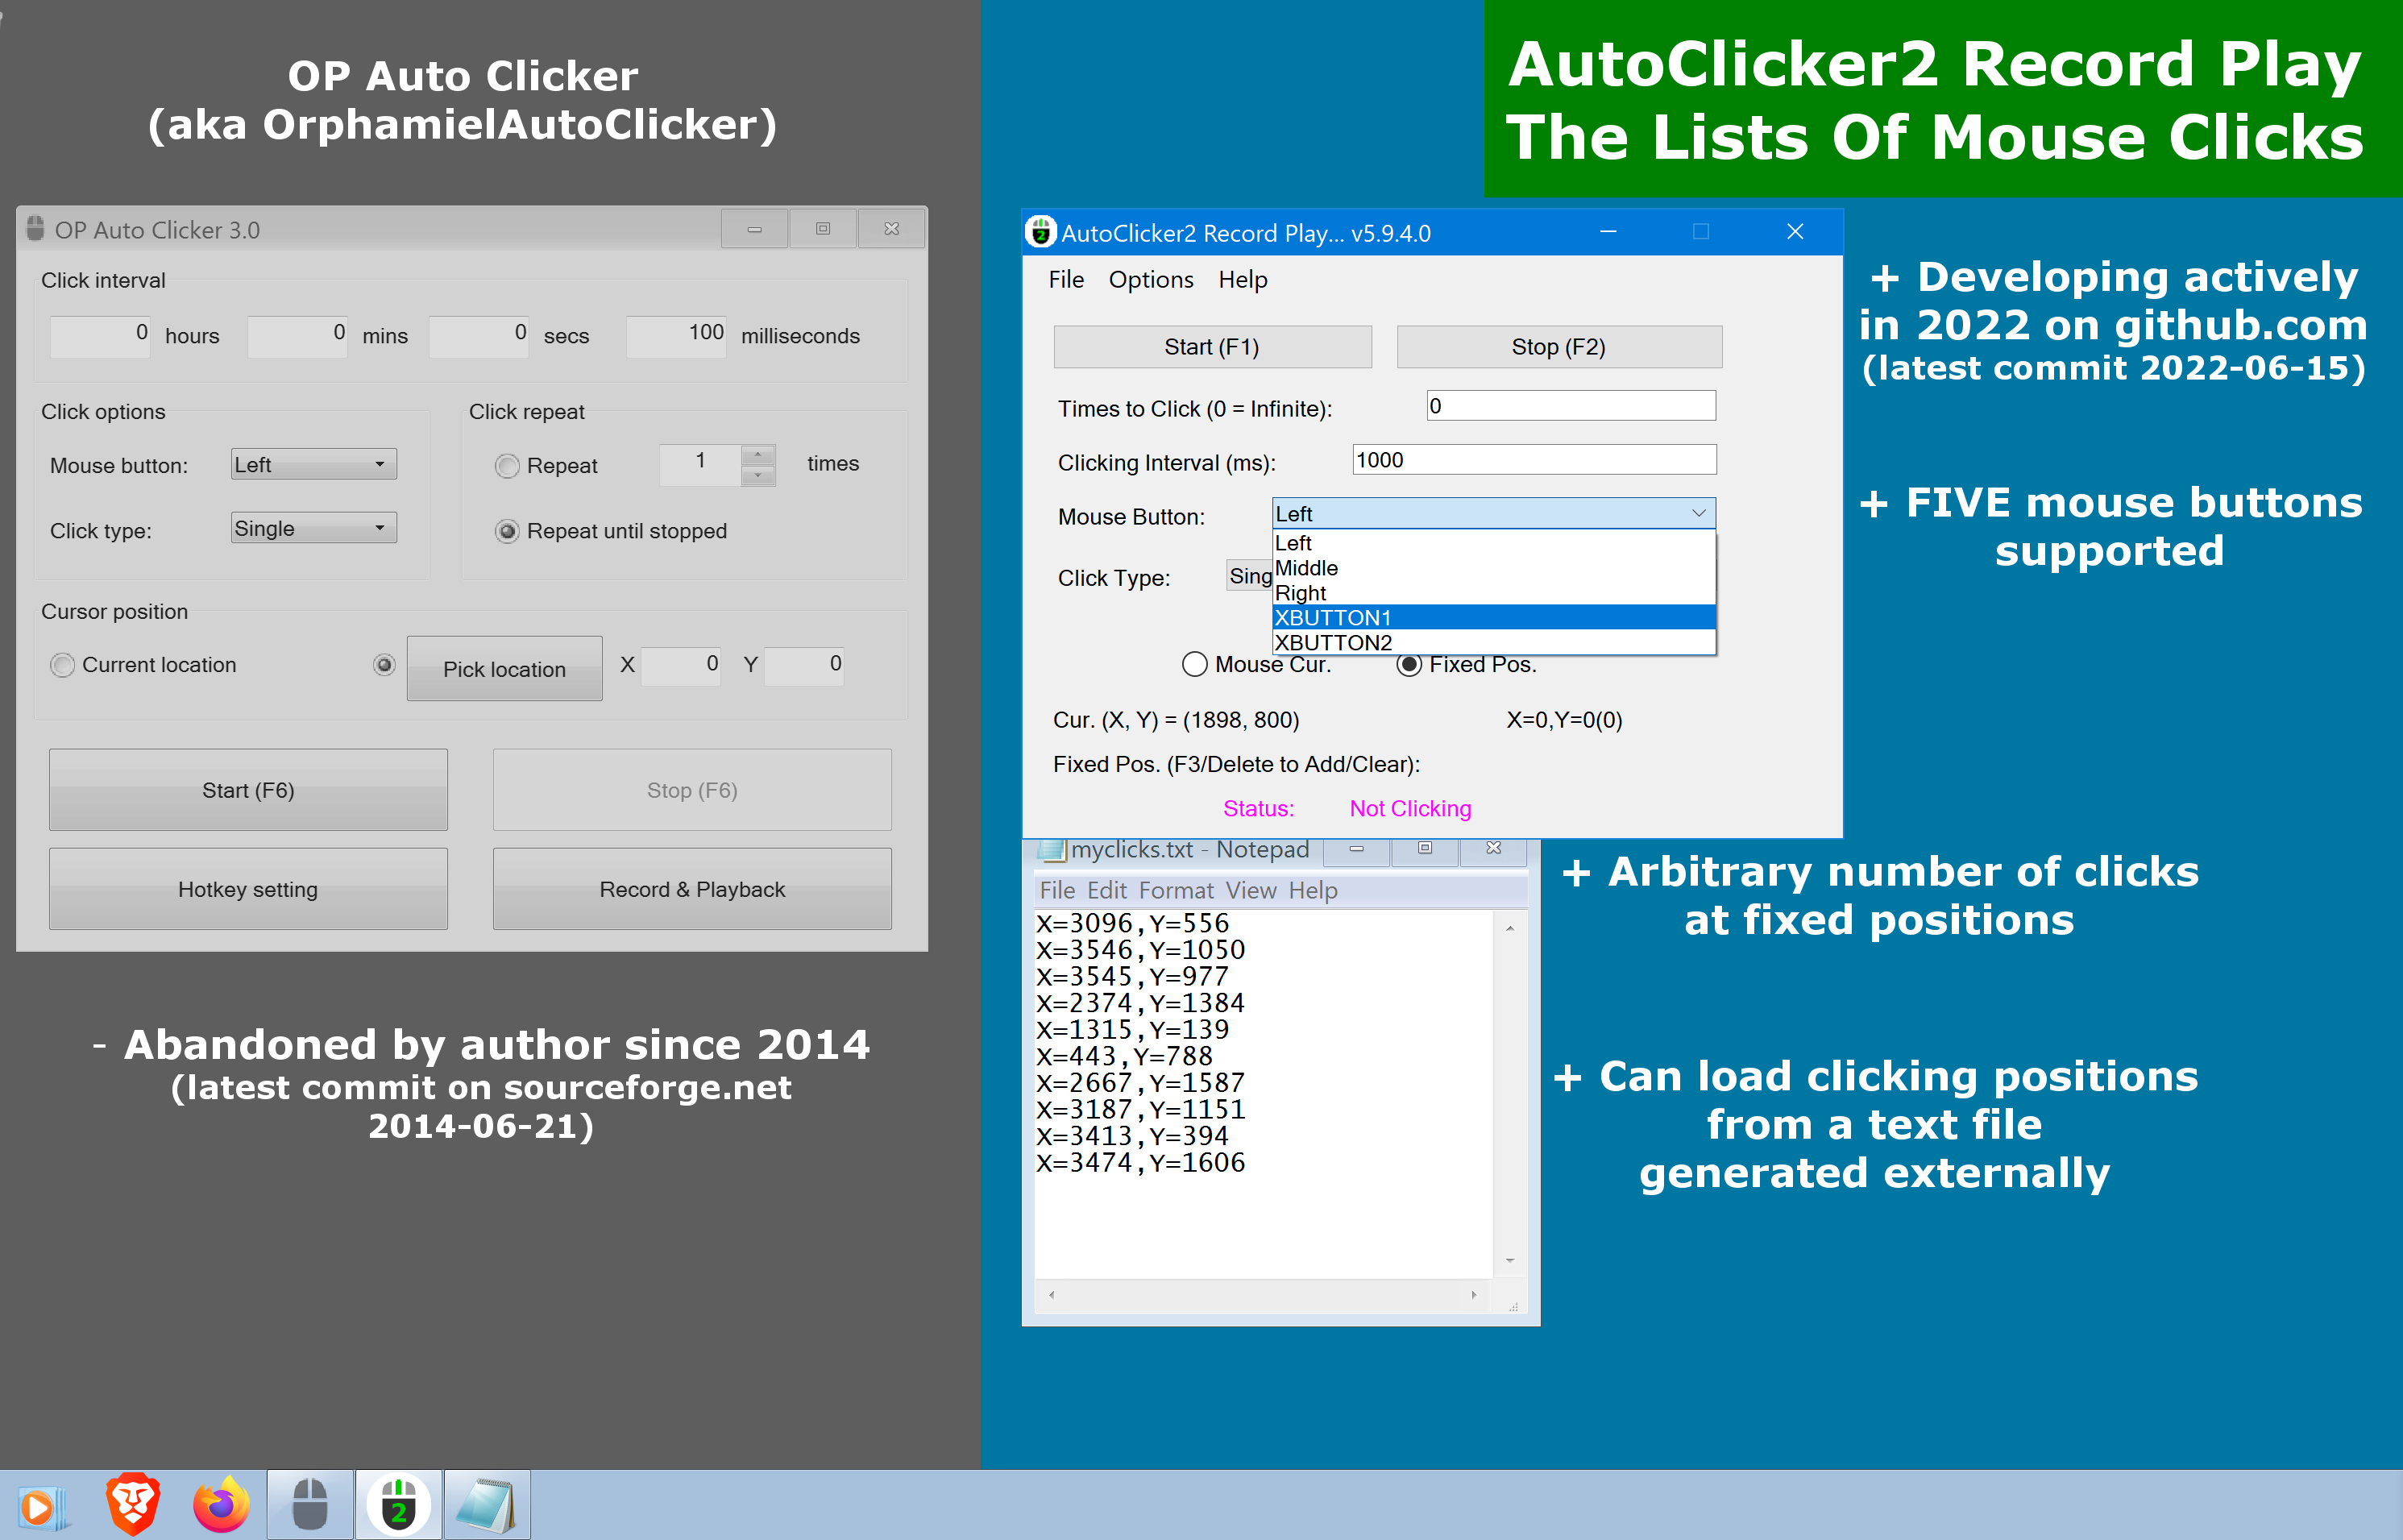 OP Auto Clicker
(aka OrphamielAutoClicker)
OP Auto Clicker 3.0
Click interval
0 hours 0 mins 0 secs 100 milliseconds
Click options
Mouse button: Left
Click type: Single
Click repeat
Repeat 1 times
Repeat until stopped
Cursor position
Current location Pick location X 0 Y 0
Start (F6) Stop (F6)
Hotkey setting Record & Playback
- Abandoned by author since 2014
(latest commit on sourceforge.net
2014-06-21)
AutoClicker2 Record Play
The Lists Of Mouse Clicks
AutoClicker2 Record Play... v5.9.4.0
File Options Help
Start (F1) Stop (F2)
Times to Click (0 = Infinite): 0
Clicking Interval (ms): 1000
Mouse Button: Left
Left
Middle
Right
XBUTTON1
XBUTTON2
Click Type: Sing
Mouse Cur. Fixed Pos.
Cur. (X, Y) = (1898, 800) X=0,Y=0(0)
Fixed Pos. (F3/Delete to Add/Clear):
Status: Not Clicking
+ Developing actively
in 2022 on github.com
(latest commit 2022-06-15)
+ FIVE mouse buttons
supported
myclicks.txt - Notepad
File Edit Format View Help
X=3096,Y=556
X=3546,Y=1050
X=3545,Y=977
X=2374,Y=1384
X=1315,Y=139
X=443,Y=788
X=2667,Y=1587
X=3187,Y=1151
X=3413,Y=394
X=3474,Y=1606
+ Arbitrary number of clicks
at fixed positions
+ Can load clicking positions
from a text file
generated externally
2
2